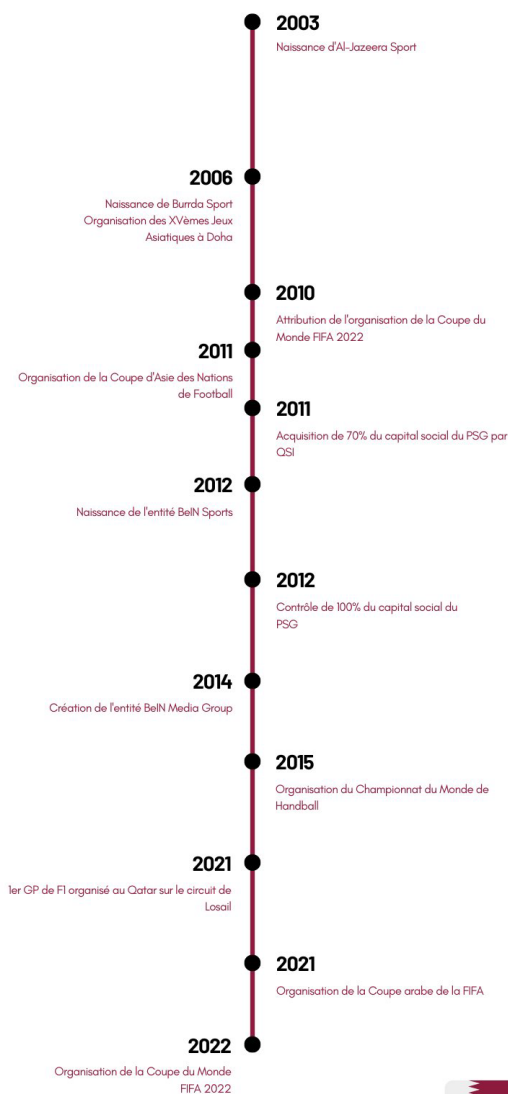 2003
Naissance d'Al-Jazeera Sport
2006
Naissance de Burrda Sport
Organisation des XVèmes Jeux
Asiatiques à Doha
2010
Attribution de l'organisation de la Coupe du
Monde FIFA 2022
2011
Organisation de la Coupe d'Asie des Nations
de Football
2011
Acquisition de 70% du capital social du PSG par
QSI
2012
Naissance de l'entité BeIN Sports
2012
Contrôle de 100% du capital social du
PSG
2014
Création de l'entité BeIN Media Group
2015
Organisation du Championnat du Monde de
Handball
2021
1er GP de F1 organisé au Qatar sur le circuit de
Losail
2021
Organisation de la Coupe arabe de la FIFA
2022
Organisation de la Coupe du Monde
FIFA 2022